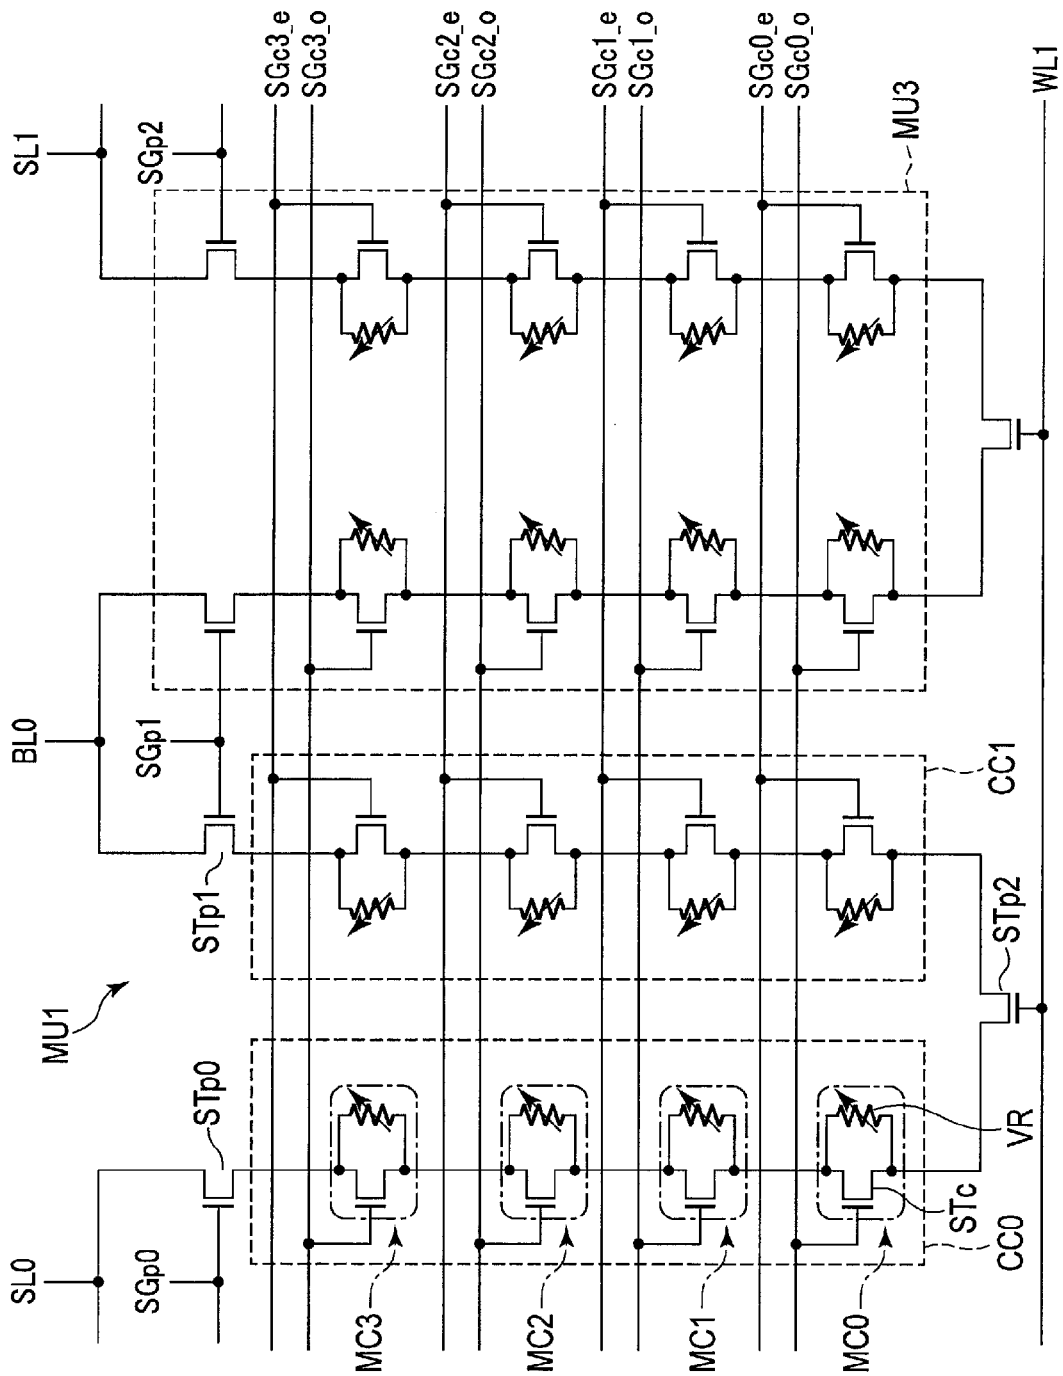 SL1
SGp2
SGc3_e
SGc3_o
SGc2_e
SGc2_o
SGc1_e
SGc1_o
SGc0_e
SGc0_o
WL1
MU3
BL0
SGp1
STp1
CC1
STp2
MU1
STp0
VR
STc
CC0
SL0
SGp0
MC3
MC2
MC1
MC0